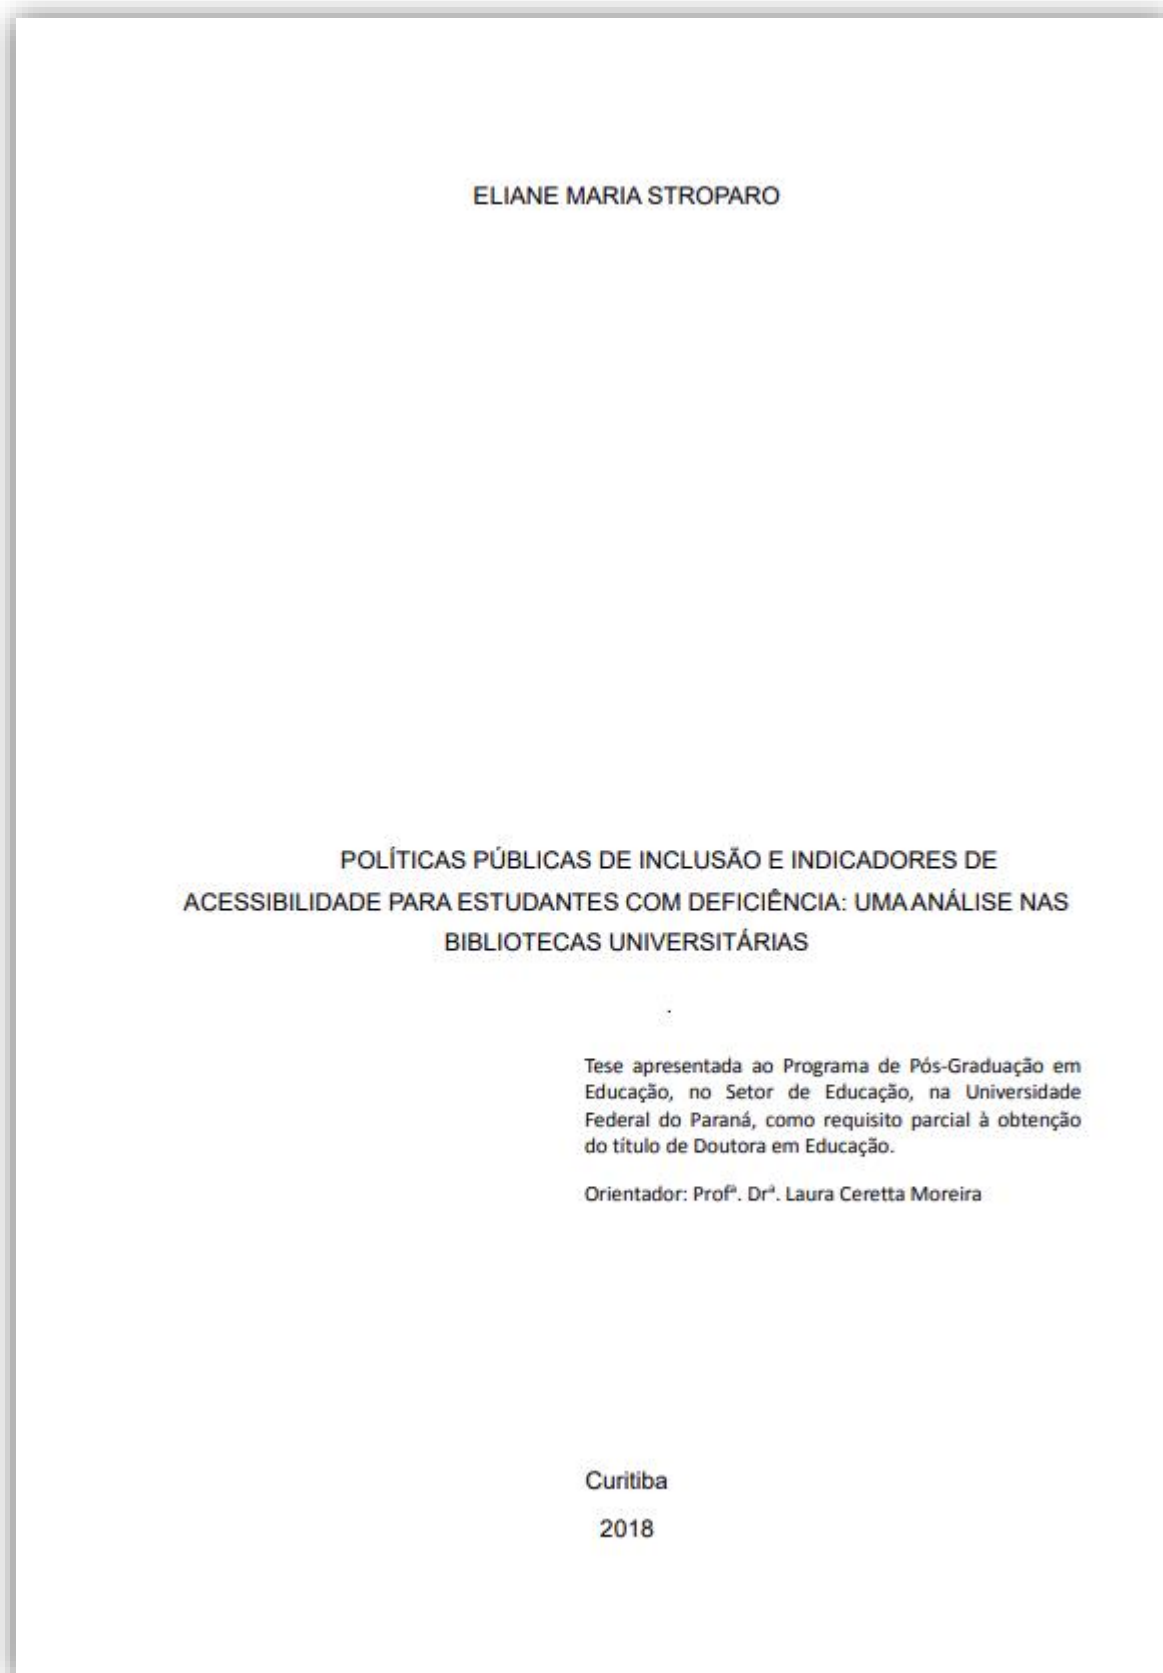 ELIANE MARIA STROPARO
POLÍTICAS PÚBLICAS DE INCLUSÃO E INDICADORES DE
ACESSIBILIDADE PARA ESTUDANTES COM DEFICIÊNCIA: UMA ANÁLISE NAS
BIBLIOTECAS UNIVERSITÁRIAS
.
Tese apresentada ao Programa de Pós-Graduação em
Educação, no Setor de Educação, na Universidade
Federal do Paraná, como requisito parcial à obtenção
do título de Doutora em Educação.
Orientador: Profª. Drª. Laura Ceretta Moreira
Curitiba
2018